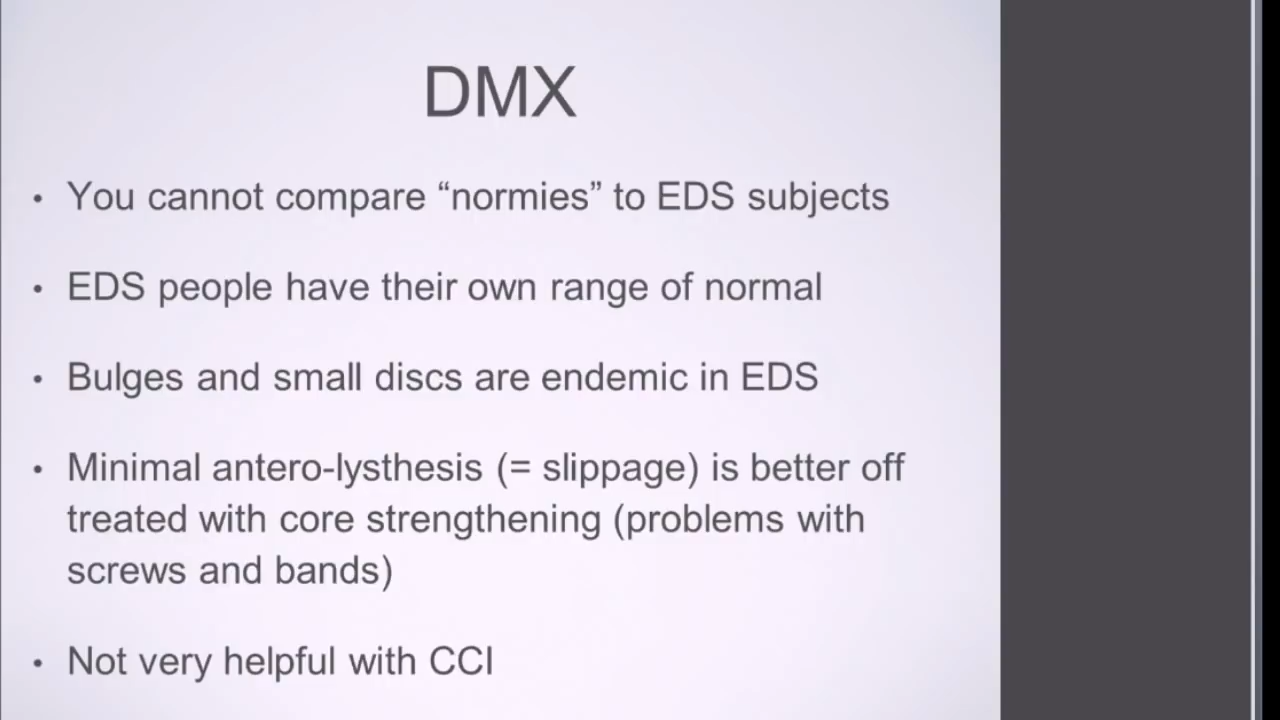 DMX
• You cannot compare “normies” to EDS subjects
• EDS people have their own range of normal
• Bulges and small discs are endemic in EDS
• Minimal antero-lysthesis (= slippage) is better off
treated with core strengthening (problems with
screws and bands)
• Not very helpful with CCI